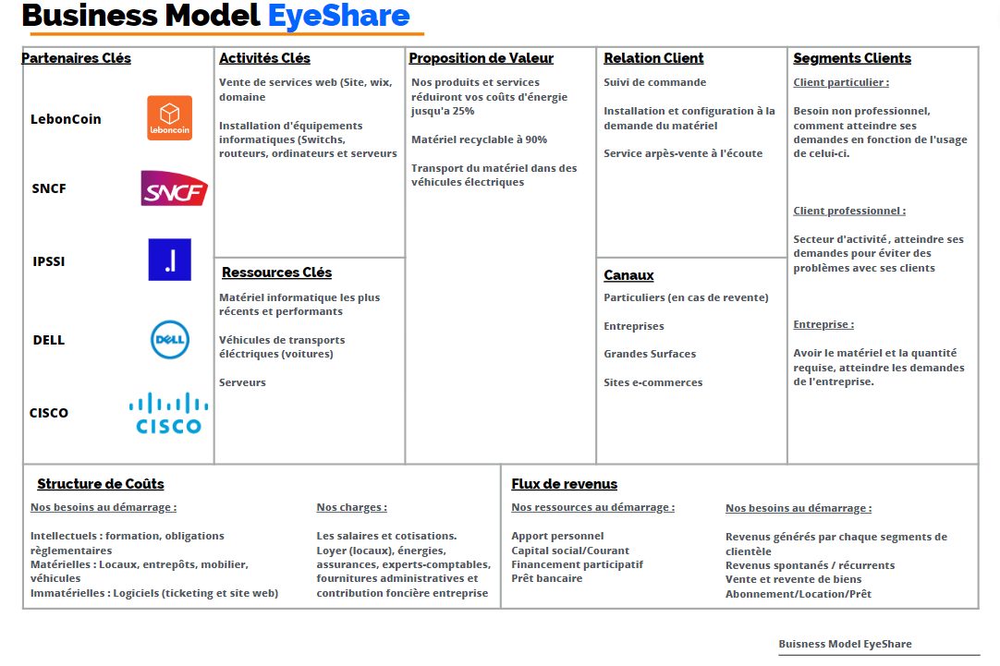 Business Model EyeShare
Partenaires Clés
LebonCoin
leboncoin
SNCF
SNCF
IPSSI
.I
DELL
DELL
CISCO
CISCO
Activités Clés
Vente de services web (Site, wix,
domaine
Installation d'équipements
informatiques (Switchs,
routeurs, ordinateurs et serveurs
Ressources Clés
Matériel informatique les plus
récents et performants
Véhicules de transports
éléctriques (voitures)
Serveurs
Proposition de Valeur
Nos produits et services
réduiront vos coûts d'énergie
jusqu'a 25%
Matériel recyclable à 90%
Transport du matériel dans des
véhicules électriques
Relation Client
Suivi de commande
Installation et configuration à la
demande du matériel
Service arpès-vente à l'écoute
Canaux
Particuliers (en cas de revente)
Entreprises
Grandes Surfaces
Sites e-commerces
Segments Clients
Client particulier :
Besoin non professionnel,
comment atteindre ses
demandes en fonction de l'usage
de celui-ci.
Client professionnel :
Secteur d'activité, atteindre ses
demandes pour éviter des
problèmes avec ses clients
Entreprise :
Avoir le matériel et la quantité
requise, atteindre les demandes
de l'entreprise.
Structure de Coûts
Nos besoins au démarrage :
Intellectuels : formation, obligations
règlementaires
Matérielles : Locaux, entrepôts, mobilier,
véhicules
Immatérielles : Logiciels (ticketing et site web)
Nos charges :
Les salaires et cotisations.
Loyer (locaux), énergies,
assurances, experts-comptables,
fournitures administratives et
contribution foncière entreprise
Flux de revenus
Nos ressources au démarrage :
Apport personnel
Capital social/Courant
Financement participatif
Prêt bancaire
Nos besoins au démarrage :
Revenus générés par chaque segments de
clientèle
Revenus spontanés / récurrents
Vente et revente de biens
Abonnement/Location/Prêt
Buisness Model EyeShare